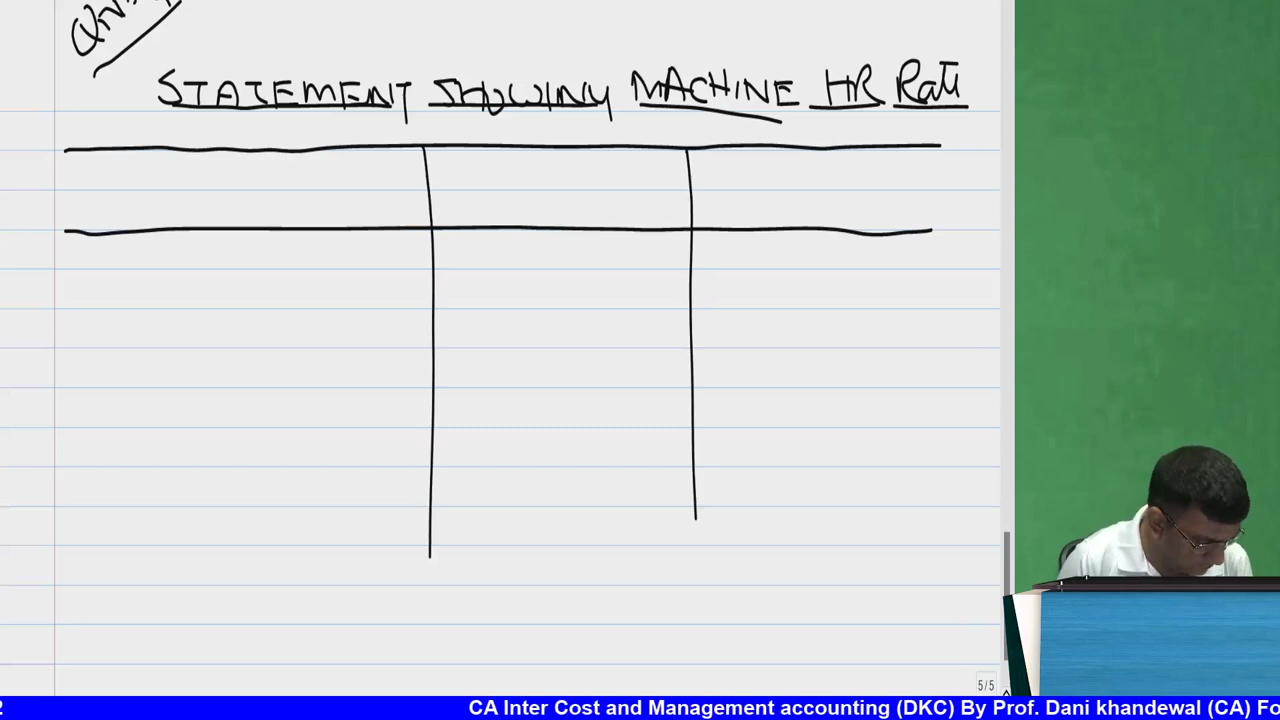 STATEMENT SHOWING MACHINE HR Rate
5/5
2
CA Inter Cost and Management accounting (DKC) By Prof. Dani khandewal (CA) Fo